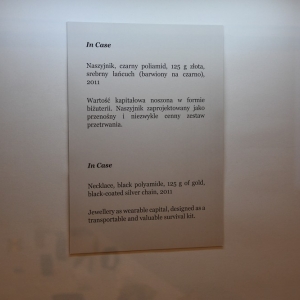 In Case
Naszyjnik, czarny poliamid, 125 g złota,
srebrny łańcuch (barwiony na czarno),
2011
Wartość kapitałowa noszona w formie
biżuterii. Naszyjnik zaprojektowany jako
przenośny i niezwykle cenny zestaw
przetrwania.
In Case
Necklace, black polyamide, 125 g of gold,
black-coated silver chain, 2011
Jewellery as wearable capital, designed as a
transportable and valuable survival kit.